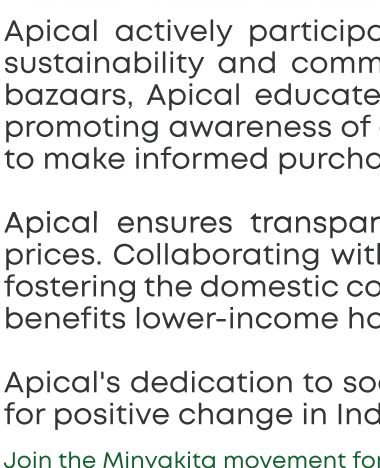 Apical actively participa
sustainability and comm
bazaars, Apical educate
promoting awareness of
to make informed purcha
Apical ensures transpar
prices. Collaborating with
fostering the domestic co
benefits lower-income ho
Apical's dedication to so
for positive change in Ind
Join the Minyakita movement for